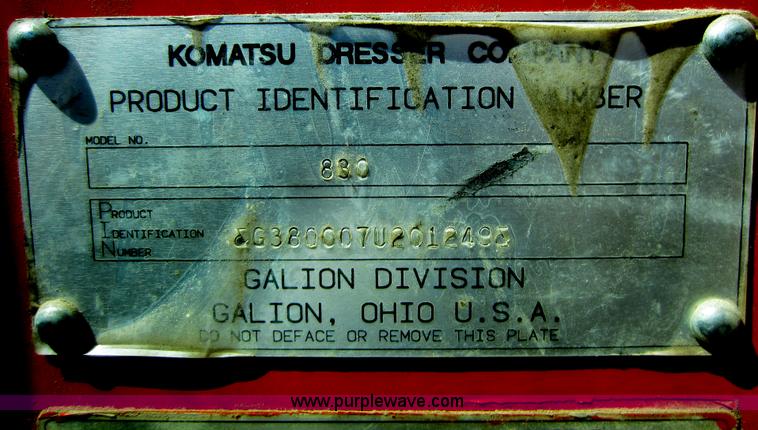 KOMATSU DRESSER COMPANY
PRODUCT IDENTIFICATION NUMBER
MODEL NO.
830
PRODUCT
IDENTIFICATION
NUMBER
GALION DIVISION
GALION, OHIO U.S.A.
DO NOT DEFACE OR REMOVE THIS PLATE
www.purplewave.com